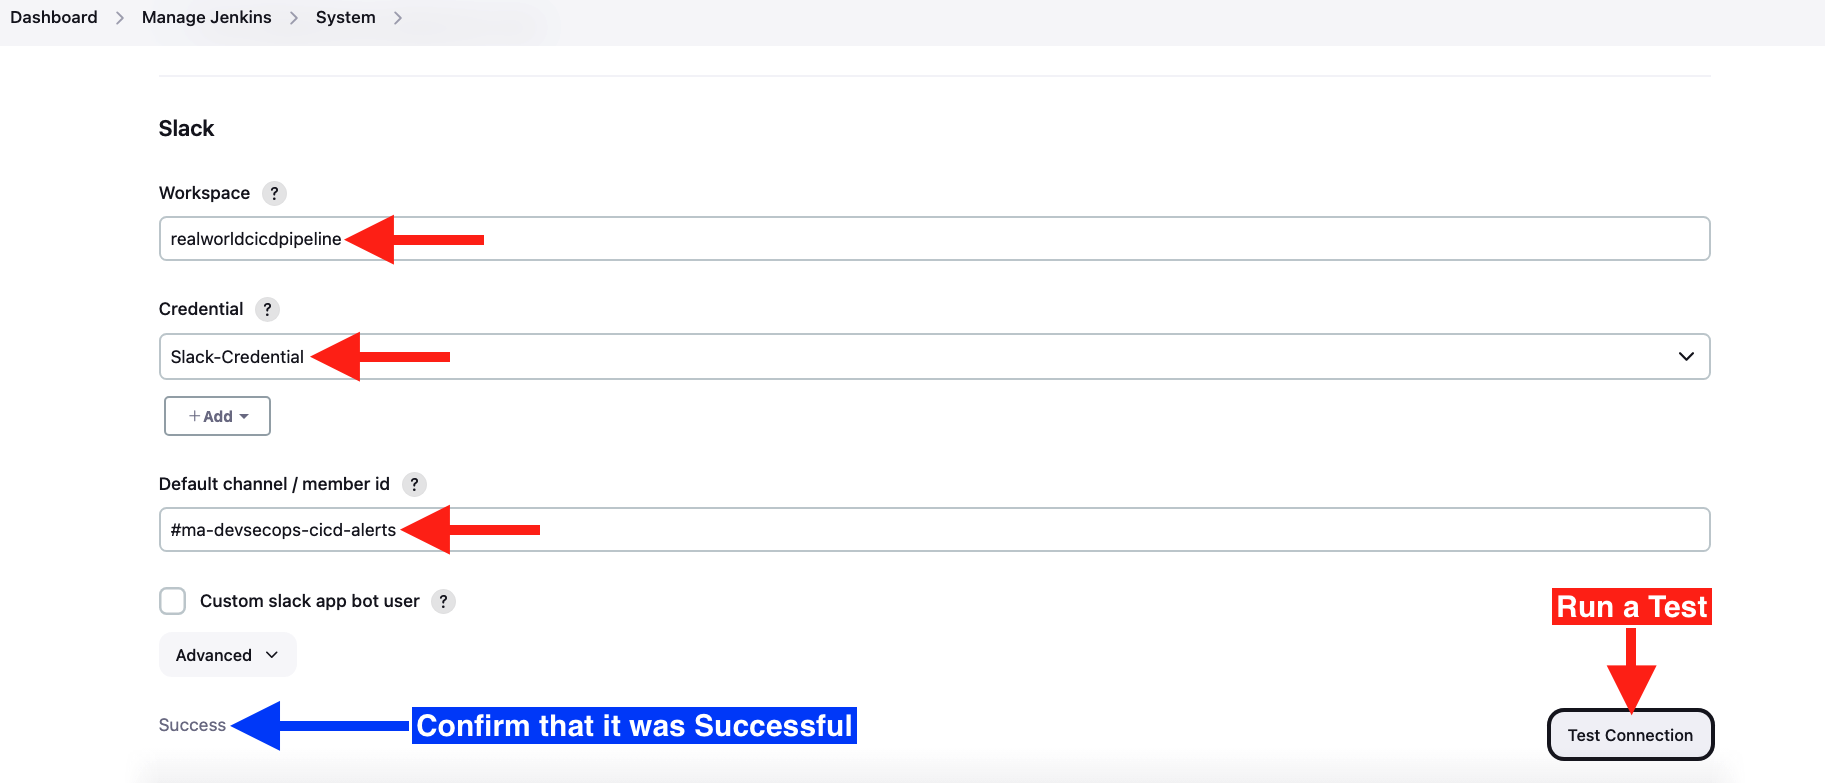 Dashboard > Manage Jenkins > System >
Slack
Workspace ?
realworldcicdpipeline
Credential ?
Slack-Credential
+ Add
Default channel / member id ?
#ma-devsecops-cicd-alerts
Custom slack app bot user ?
Run a Test
Advanced
Success
Confirm that it was Successful
Test Connection